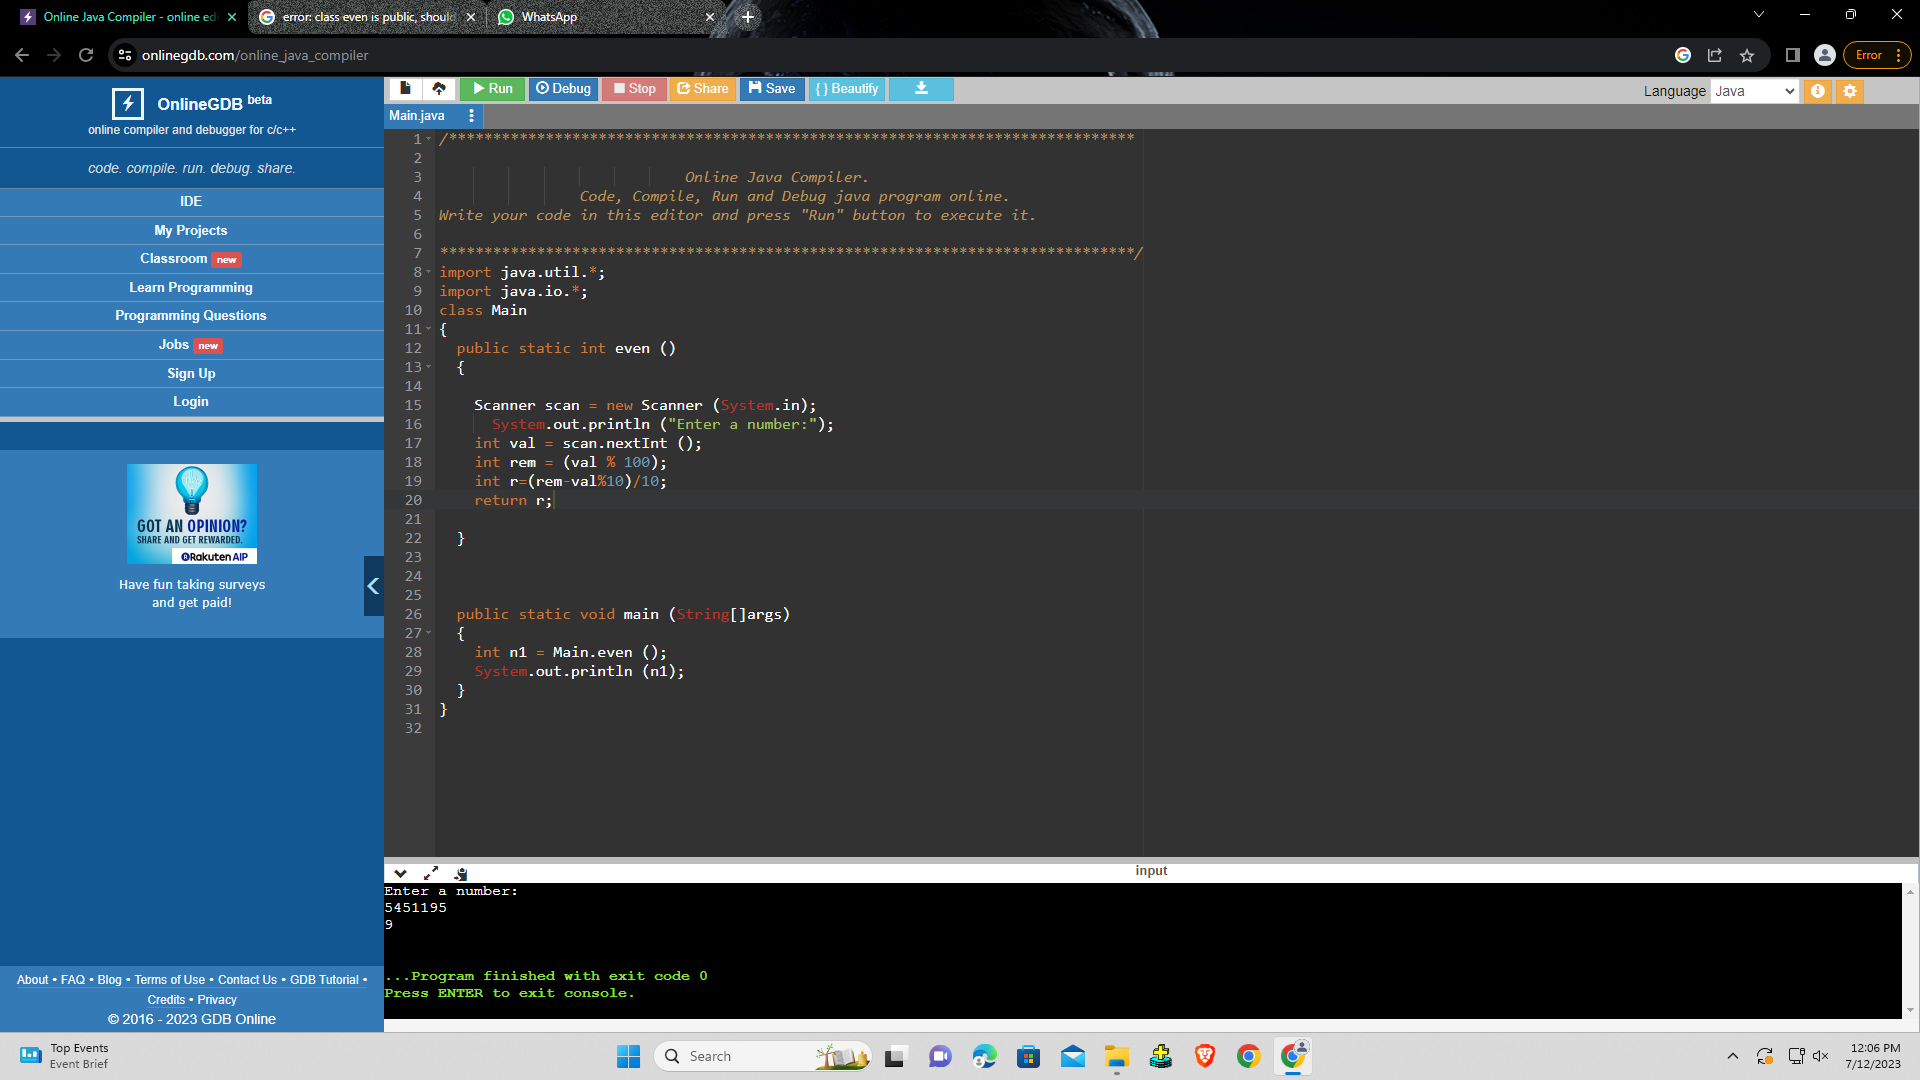 Online Java Compiler - online edi
error: class even is public, should
WhatsApp
onlinegdb.com/online_java_compiler
Error
OnlineGDB beta
online compiler and debugger for c/c++
code. compile. run. debug. share.
IDE
My Projects
Classroom new
Learn Programming
Programming Questions
Jobs new
Sign Up
Login
GOT AN OPINION?
SHARE AND GET REWARDED.
Rakuten AIP
Have fun taking surveys
and get paid!
About • FAQ • Blog • Terms of Use • Contact Us • GDB Tutorial •
Credits • Privacy
© 2016 - 2023 GDB Online
Run Debug Stop Share Save { } Beautify
Language Java
Main.java
1 /******************************************************************************
2
3 Online Java Compiler.
4 Code, Compile, Run and Debug java program online.
5 Write your code in this editor and press "Run" button to execute it.
6
7 *******************************************************************************/
8 import java.util.*;
9 import java.io.*;
10 class Main
11 {
12 public static int even ()
13 {
14
15 Scanner scan = new Scanner (System.in);
16 System.out.println ("Enter a number:");
17 int val = scan.nextInt ();
18 int rem = (val % 100);
19 int r=(rem-val%10)/10;
20 return r;
21
22 }
23
24
25
26 public static void main (String[]args)
27 {
28 int n1 = Main.even ();
29 System.out.println (n1);
30 }
31 }
32
input
Enter a number:
5451195
9
...Program finished with exit code 0
Press ENTER to exit console.
Top Events
Event Brief
Search
12:06 PM
7/12/2023